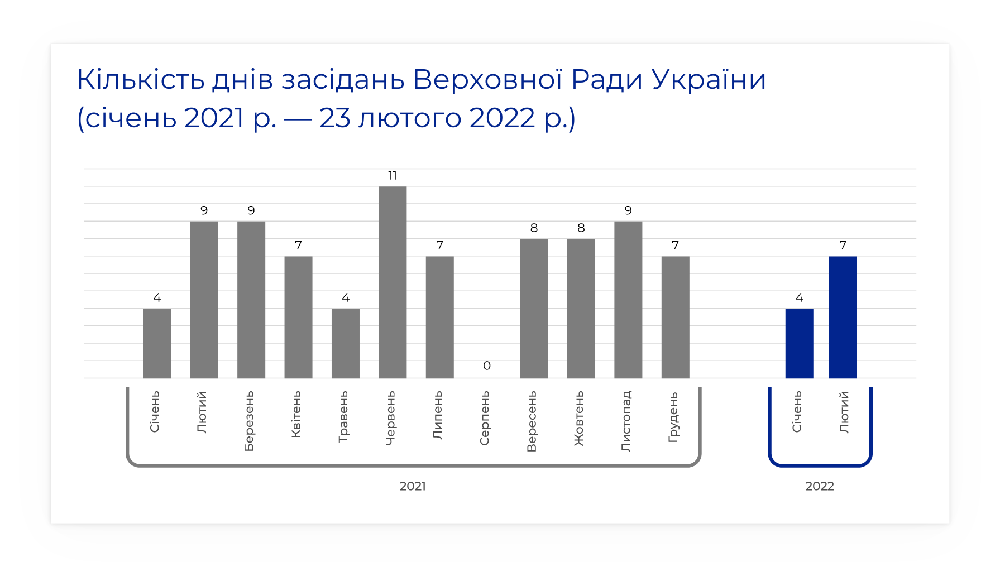 Кількість днів засідань Верховної Ради України
(січень 2021 р. — 23 лютого 2022 р.)
4
9
9
7
4
11
7
0
8
8
9
7
4
7
Січень
Лютий
Березень
Квітень
Травень
Червень
Липень
Серпень
Вересень
Жовтень
Листопад
Грудень
Січень
Лютий
2021
2022